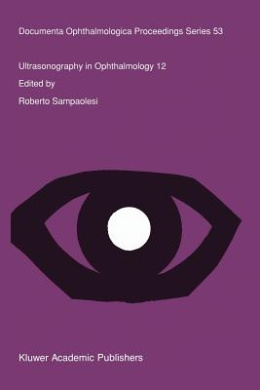 Documenta Ophthalmologica Proceedings Series 53
Ultrasonography in Ophthalmology 12
Edited by
Roberto Sampaolesi
Kluwer Academic Publishers